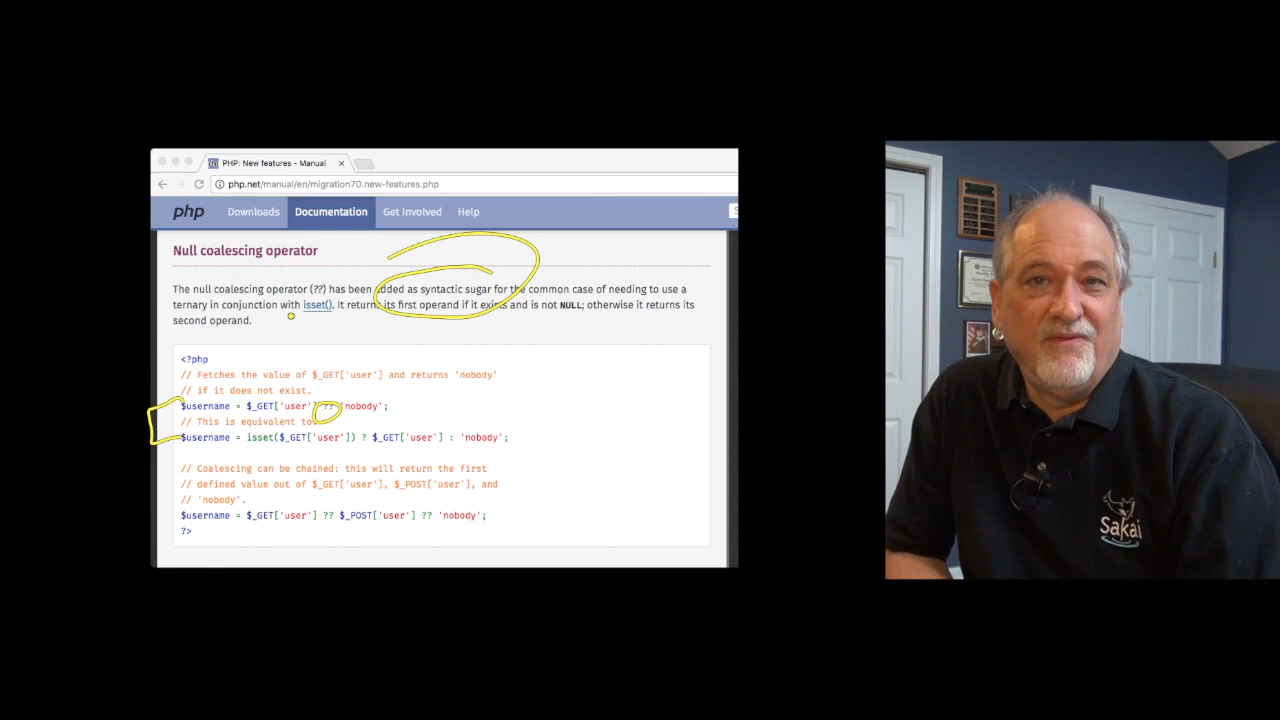 PHP: New features - Manual
php.net/manual/en/migration70.new-features.php
php Downloads Documentation Get Involved Help
Null coalescing operator
The null coalescing operator (??) has been added as syntactic sugar for the common case of needing to use a
ternary in conjunction with isset(). It returns its first operand if it exists and is not NULL; otherwise it returns its
second operand.
<?php
// Fetches the value of $_GET['user'] and returns 'nobody'
// if it does not exist.
$username = $_GET['user'] ?? 'nobody';
// This is equivalent to:
$username = isset($_GET['user']) ? $_GET['user'] : 'nobody';
// Coalescing can be chained: this will return the first
// defined value out of $_GET['user'], $_POST['user'], and
// 'nobody'.
$username = $_GET['user'] ?? $_POST['user'] ?? 'nobody';
?>
Sakai